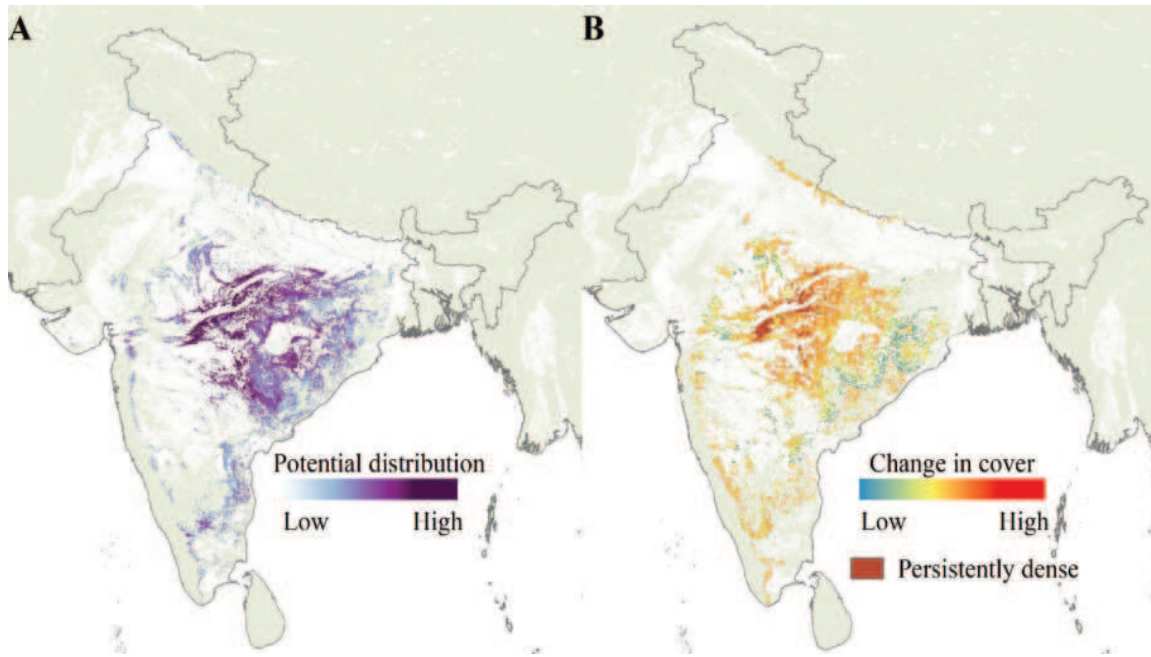 A
B
Potential distribution
Low
High
Change in cover
Low
High
Persistently dense